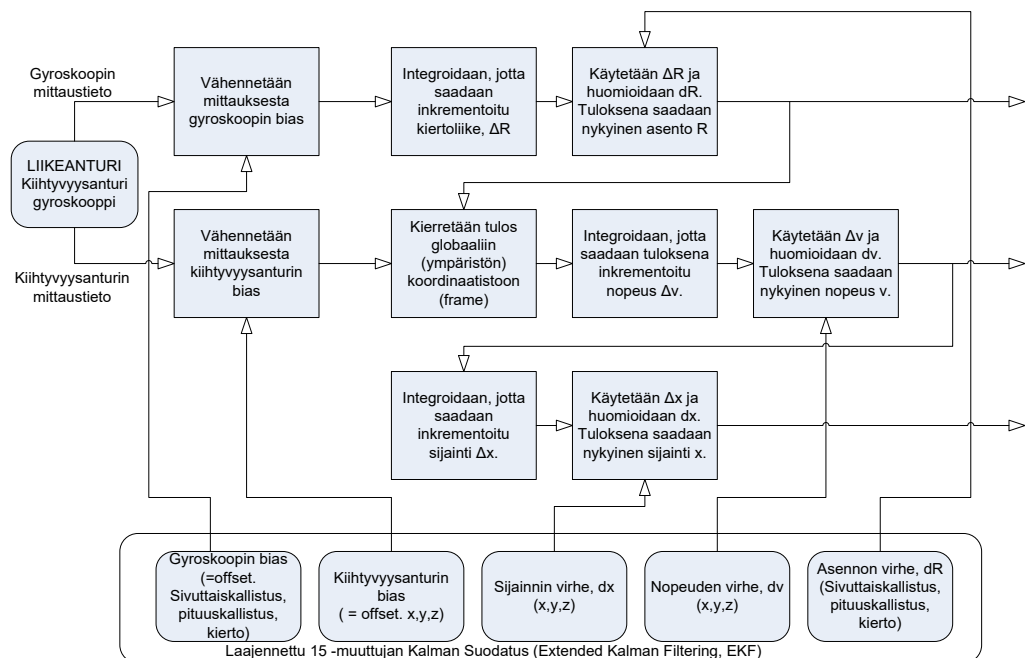 Gyroskoopin
mittaustieto
Vähennetään
mittauksesta
gyroskoopin bias
Integroidaan, jotta
saadaan
inkrementoitu
kiertoliike, ΔR
Käytetään ΔR ja
huomioidaan dR.
Tuloksena saadaan
nykyinen asento R
LIIKEANTURI
Kiihtyvyysanturi
gyroskooppi
Kiihtyvyysanturin
mittaustieto
Vähennetään
mittauksesta
kiihtyvyysanturin
bias
Kierretään tulos
globaaliin
(ympäristön)
koordinaatistoon
(frame)
Integroidaan, jotta
saadaan tuloksena
inkrementoitu
nopeus Δv.
Käytetään Δv ja
huomioidaan dv.
Tuloksena saadaan
nykyinen nopeus v.
Integroidaan, jotta
saadaan
inkrementoitu
sijainti Δx.
Käytetään Δx ja
huomioidaan dx.
Tuloksena saadaan
nykyinen sijainti x.
Gyroskoopin bias
(=offset.
Sivuttaiskallistus,
pituuskallistus,
kierto)
Kiihtyvyysanturin
bias
( = offset. x,y,z)
Sijainnin virhe, dx
(x,y,z)
Nopeuden virhe, dv
(x,y,z)
Asennon virhe, dR
(Sivuttaiskallistus,
pituuskallistus,
kierto)
Laajennettu 15 -muuttujan Kalman Suodatus (Extended Kalman Filtering, EKF)